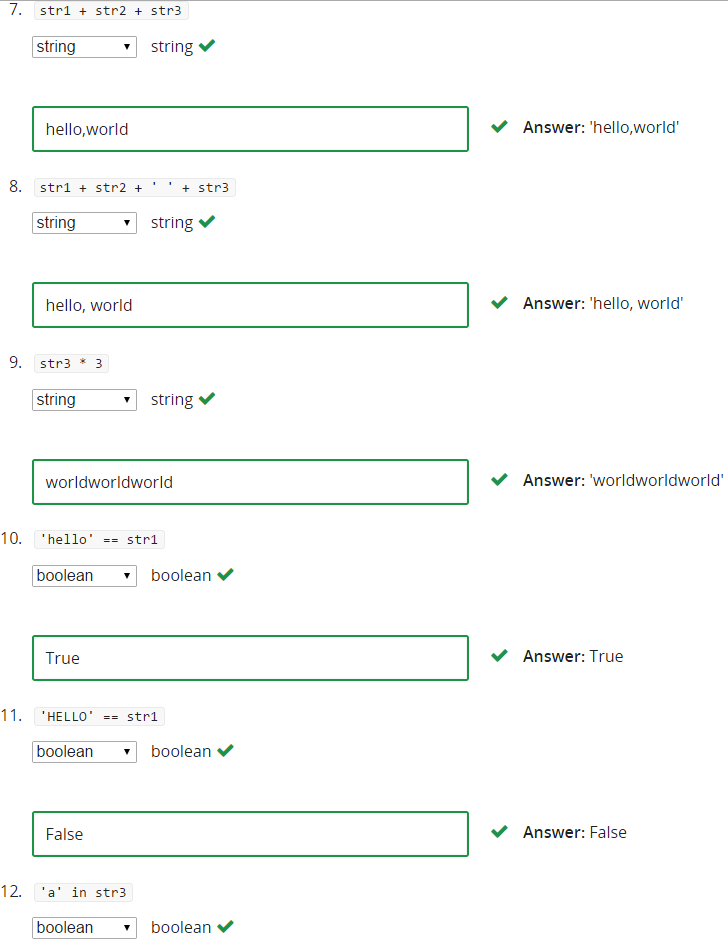 7. str1 + str2 + str3
string string
hello,world Answer: 'hello,world'
8. str1 + str2 + ' ' + str3
string string
hello, world Answer: 'hello, world'
9. str3 * 3
string string
worldworldworld Answer: 'worldworldworld'
10. 'hello' == str1
boolean boolean
True Answer: True
11. 'HELLO' == str1
boolean boolean
False Answer: False
12. 'a' in str3
boolean boolean